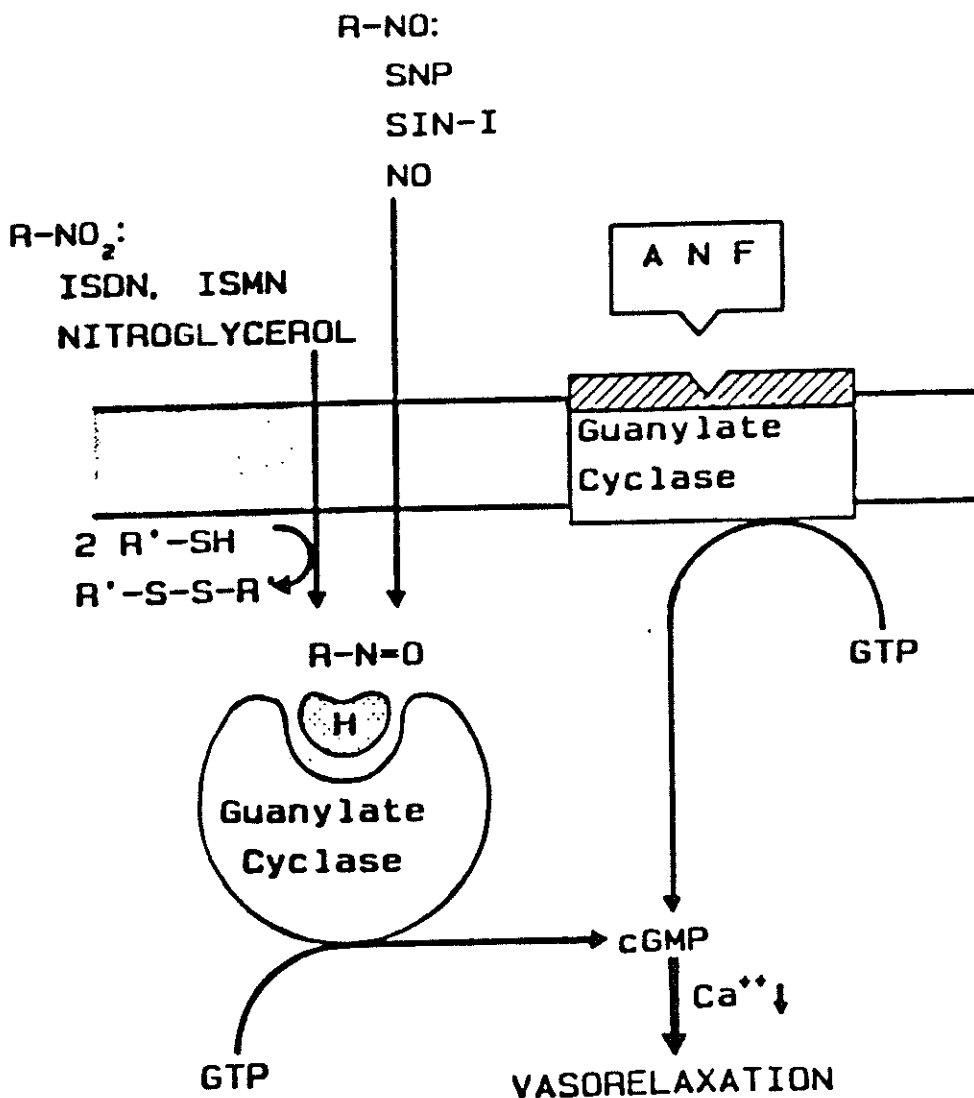 R-NO:
SNP
SIN-I
NO
R-NO₂:
ISDN, ISMN
NITROGLYCEROL
A N F
Guanylate
Cyclase
2 R'-SH
R'-S-S-R'
GTP
R-N=O
H
Guanylate
Cyclase
cGMP
Ca⁺⁺↓
GTP
VASORELAXATION